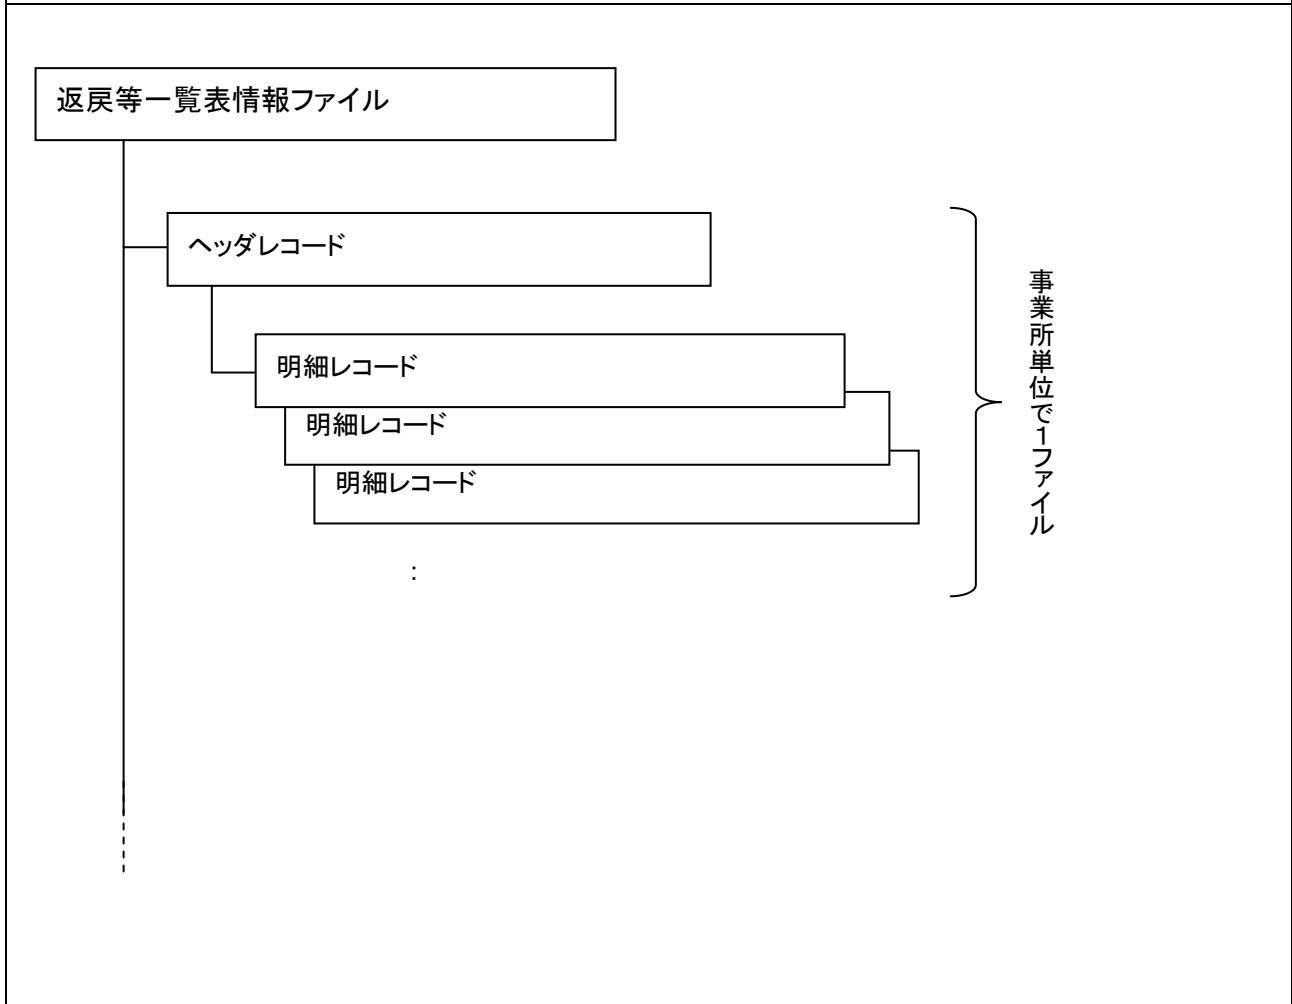 返戻等一覧表情報ファイル
ヘッダレコード
明細レコード
明細レコード
明細レコード
：
事業所単位で１ファイル